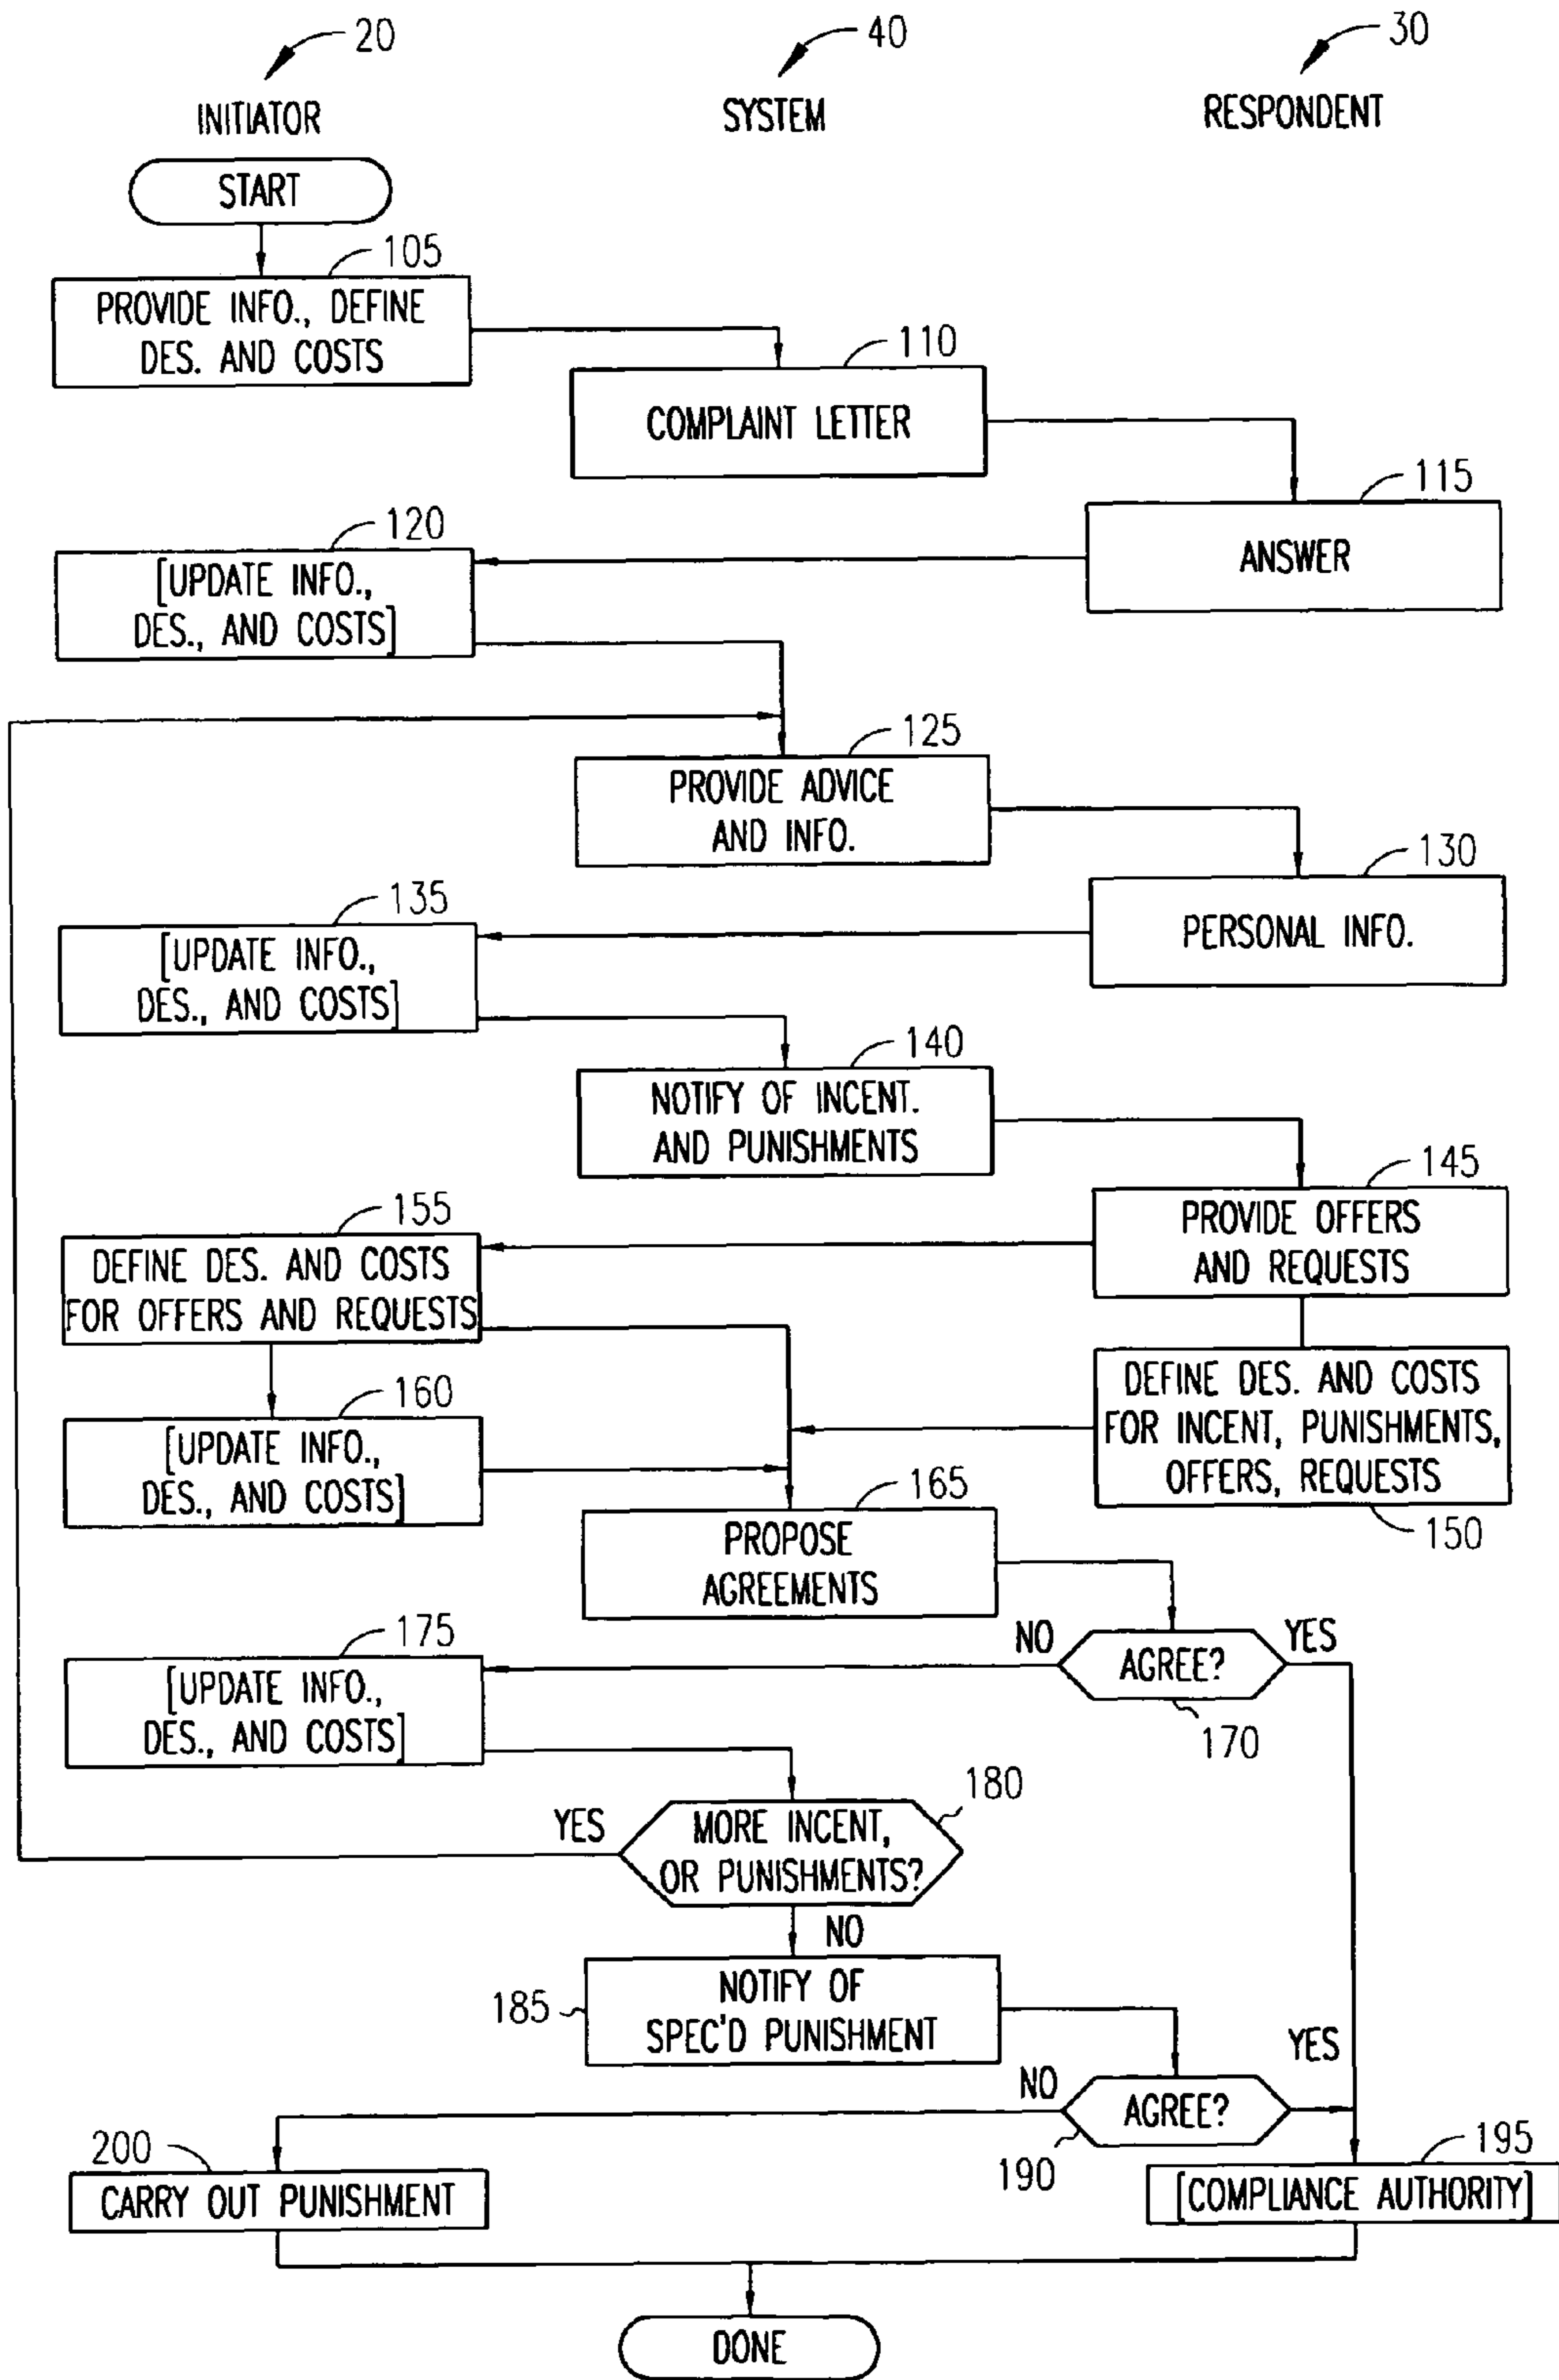 20
40
30
INITIATOR
SYSTEM
RESPONDENT
START
105
PROVIDE INFO., DEFINE
DES. AND COSTS
110
COMPLAINT LETTER
115
ANSWER
120
[UPDATE INFO.,
DES., AND COSTS]
125
PROVIDE ADVICE
AND INFO.
130
PERSONAL INFO.
135
[UPDATE INFO.,
DES., AND COSTS]
140
NOTIFY OF INCENT.
AND PUNISHMENTS
145
PROVIDE OFFERS
AND REQUESTS
155
DEFINE DES. AND COSTS
FOR OFFERS AND REQUESTS
DEFINE DES. AND COSTS
FOR INCENT, PUNISHMENTS,
OFFERS, REQUESTS
150
160
[UPDATE INFO.,
DES., AND COSTS]
165
PROPOSE
AGREEMENTS
NO
AGREE?
YES
170
175
[UPDATE INFO.,
DES., AND COSTS]
180
YES
MORE INCENT,
OR PUNISHMENTS?
NO
185
NOTIFY OF
SPEC'D PUNISHMENT
NO
AGREE?
YES
190
195
[COMPLIANCE AUTHORITY]
200
CARRY OUT PUNISHMENT
DONE